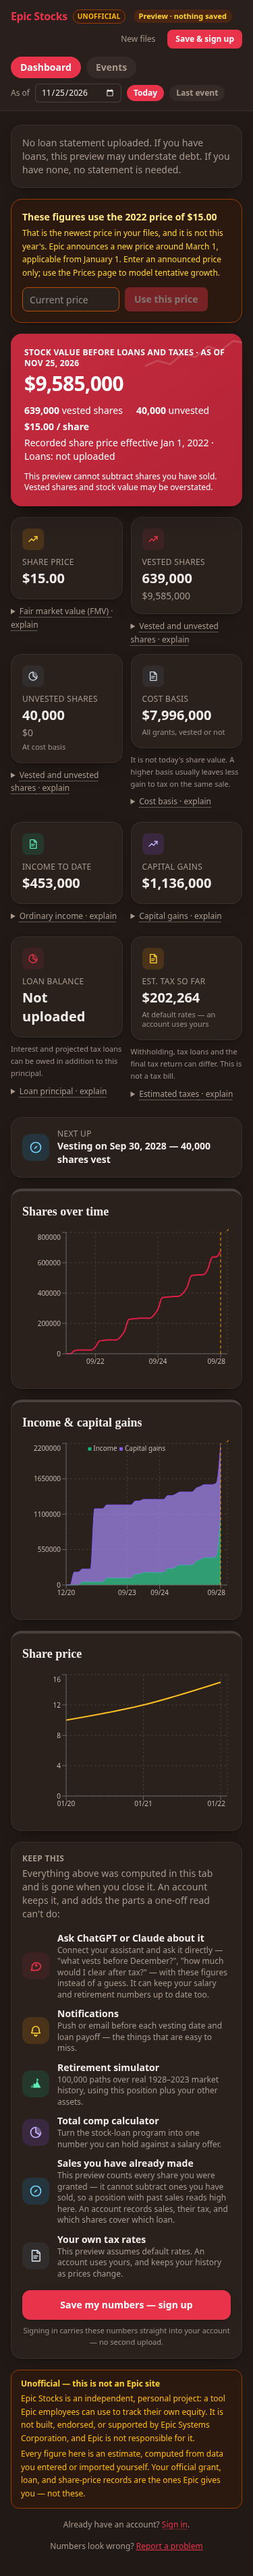 Epic Stocks UNOFFICIAL Preview · nothing saved
New files Save & sign up
Dashboard Events
As of 11/25/2026 Today Last event
No loan statement uploaded. If you have
loans, this preview may understate debt. If you
have none, no statement is needed.
These figures use the 2022 price of $15.00
That is the newest price in your files, and it is not this
year's. Epic announces a new price around March 1,
applicable from January 1. Enter an announced price
only; use the Prices page to model tentative growth.
Current price Use this price
STOCK VALUE BEFORE LOANS AND TAXES · AS OF
NOV 25, 2026
$9,585,000
639,000 vested shares 40,000 unvested
$15.00 / share
Recorded share price effective Jan 1, 2022 ·
Loans: not uploaded
This preview cannot subtract shares you have sold.
Vested shares and stock value may be overstated.
SHARE PRICE
$15.00
▶ Fair market value (FMV) ·
explain
VESTED SHARES
639,000
$9,585,000
▶ Vested and unvested
shares · explain
UNVESTED SHARES
40,000
$0
At cost basis
▶ Vested and unvested
shares · explain
COST BASIS
$7,996,000
All grants, vested or not
It is not today's share value. A
higher basis usually leaves less
gain to tax on the same sale.
▶ Cost basis · explain
INCOME TO DATE
$453,000
▶ Ordinary income · explain
CAPITAL GAINS
$1,136,000
▶ Capital gains · explain
LOAN BALANCE
Not
uploaded
Interest and projected tax loans
can be owed in addition to this
principal.
▶ Loan principal · explain
EST. TAX SO FAR
$202,264
At default rates — an
account uses yours
Withholding, tax loans and the
final tax return can differ. This is
not a tax bill.
▶ Estimated taxes · explain
NEXT UP
Vesting on Sep 30, 2028 — 40,000
shares vest
Shares over time
800000
600000
400000
200000
0
09/22 09/24 09/28
Income & capital gains
2200000
Income Capital gains
1650000
1100000
550000
0
12/20 09/23 09/24 09/28
Share price
16
12
8
4
0
01/20 01/21 01/22
KEEP THIS
Everything above was computed in this tab
and is gone when you close it. An account
keeps it, and adds the parts a one-off read
can't do:
Ask ChatGPT or Claude about it
Connect your assistant and ask it directly —
"what vests before December?", "how much
would I clear after tax?" — with these figures
instead of a guess. It can keep your salary
and retirement numbers up to date too.
Notifications
Push or email before each vesting date and
loan payoff — the things that are easy to
miss.
Retirement simulator
100,000 paths over real 1928–2023 market
history, using this position plus your other
assets.
Total comp calculator
Turn the stock-loan program into one
number you can hold against a salary offer.
Sales you have already made
This preview counts every share you were
granted — it cannot subtract ones you have
sold, so a position with past sales reads high
here. An account records sales, their tax, and
which shares cover which loan.
Your own tax rates
This preview assumes default rates. An
account uses yours, and keeps your history
as prices change.
Save my numbers — sign up
Signing in carries these numbers straight into your account
— no second upload.
Unofficial — this is not an Epic site
Epic Stocks is an independent, personal project: a tool
Epic employees can use to track their own equity. It is
not built, endorsed, or supported by Epic Systems
Corporation, and Epic is not responsible for it.
Every figure here is an estimate, computed from data
you entered or imported yourself. Your official grant,
loan, and share-price records are the ones Epic gives
you — not these.
Already have an account? Sign in.
Numbers look wrong? Report a problem